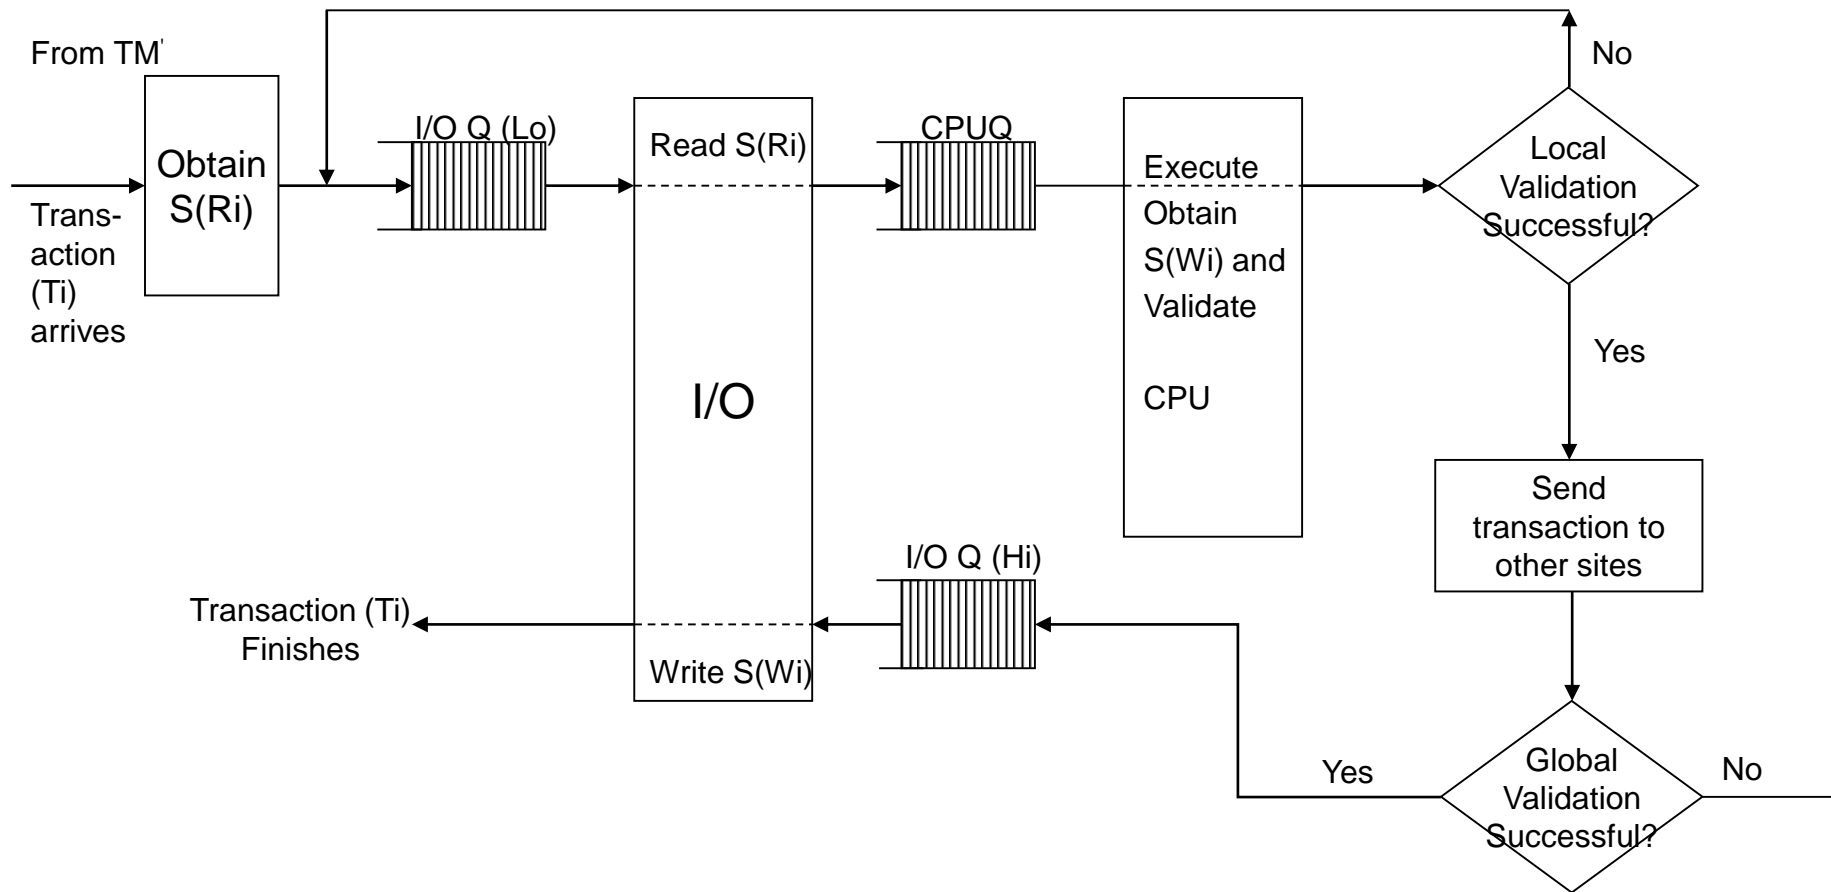 From TM'
No
I/O Q (Lo)
CPUQ
Read S(Ri)
Obtain
S(Ri)
Execute
Obtain
S(Wi) and
Validate
CPU
Local
Validation
Successful?
Trans-
action
(Ti)
arrives
Yes
I/O
Send
transaction to
other sites
I/O Q (Hi)
Transaction (Ti)
Finishes
Write S(Wi)
Yes
Global
Validation
Successful?
No